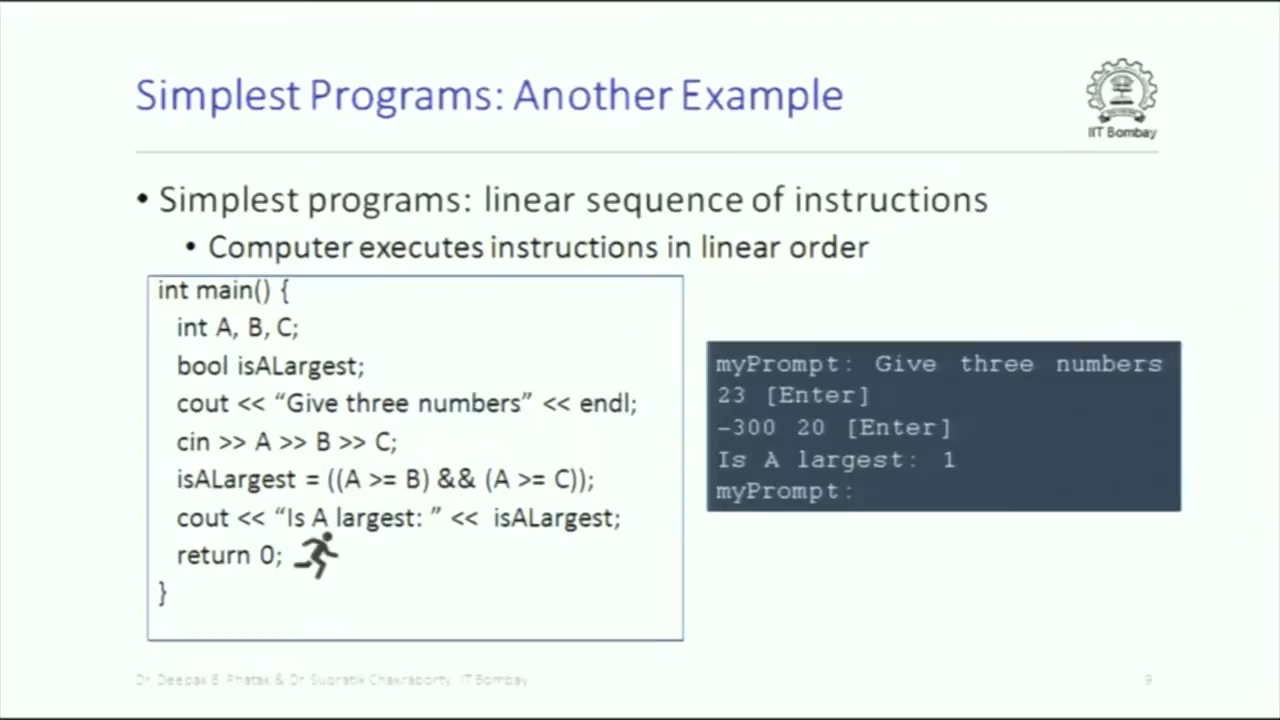 Simplest Programs: Another Example
IIT Bombay
• Simplest programs: linear sequence of instructions
• Computer executes instructions in linear order
int main() {
int A, B, C;
bool isALargest;
cout << “Give three numbers” << endl;
cin >> A >> B >> C;
isALargest = ((A >= B) && (A >= C));
cout << “Is A largest: ” << isALargest;
return 0;
}
myPrompt: Give three numbers
23 [Enter]
-300 20 [Enter]
Is A largest: 1
myPrompt:
Dr. Deepak B. Phatak & Dr. Supratik Chakraborty, IIT Bombay
9